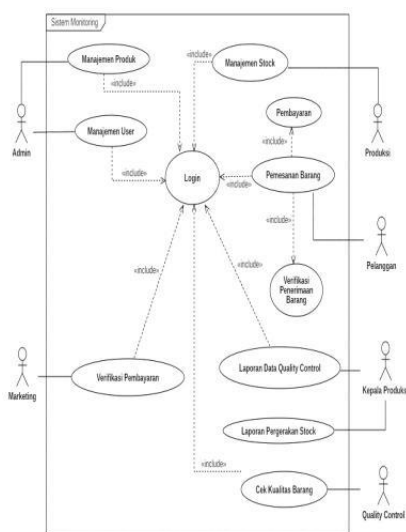 Sistem Monitoring
Manajemen Produk
Manajemen Stock
«include»
«include»
Pembayaran
Admin
Manajemen User
Produksi
«include»
«include»
Login
Pemesanan Barang
«include»
«include»
Pelanggan
«include»
«include»
Verifikasi
Penerimaan
Barang
Marketing
Verifikasi Pembayaran
Laporan Data Quality Control
Kepala Produksi
Laporan Pergerakan Stock
«include»
Cek Kualitas Barang
Quality Control